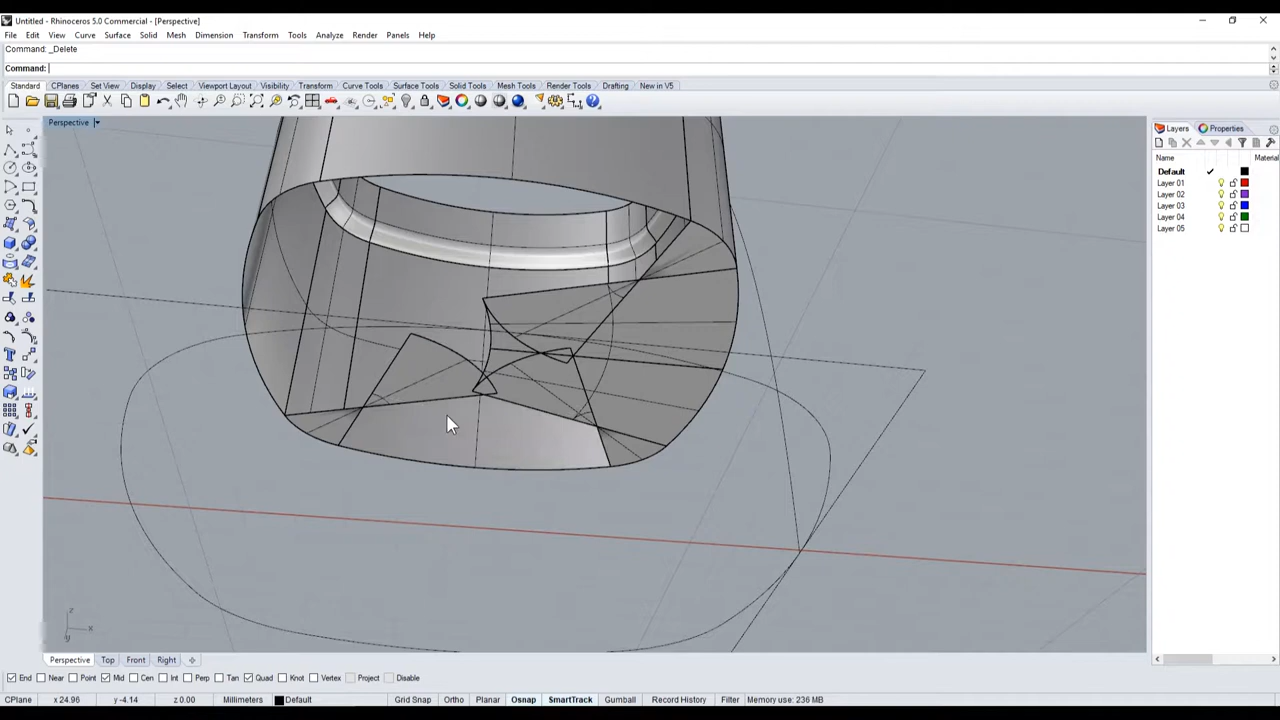 Untitled - Rhinoceros 5.0 Commercial - [Perspective]
File Edit View Curve Surface Solid Mesh Dimension Transform Tools Analyze Render Panels Help
Command: _Delete
Command:
Standard CPlanes Set View Display Select Viewport Layout Visibility Transform Curve Tools Surface Tools Solid Tools Mesh Tools Render Tools Drafting New in V5
Perspective
Layers Properties
Name Material
Default
Layer 01
Layer 02
Layer 03
Layer 04
Layer 05
z
x
y
Perspective Top Front Right
End Near Point Mid Cen Int Perp Tan Quad Knot Vertex Project Disable
CPlane x 24.96 y -4.14 z 0.00 Millimeters Default Grid Snap Ortho Planar Osnap SmartTrack Gumball Record History Filter Memory use: 236 MB